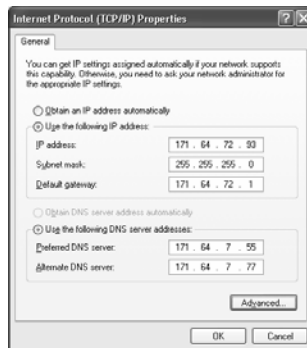 Internet Protocol (TCP/IP) Properties
General
You can get IP settings assigned automatically if your network supports
this capability. Otherwise, you need to ask your network administrator for
the appropriate IP settings.
Obtain an IP address automatically
Use the following IP address:
IP address: 171 . 64 . 72 . 93
Subnet mask: 255 . 255 . 255 . 0
Default gateway: 171 . 64 . 72 . 1
Obtain DNS server address automatically
Use the following DNS server addresses:
Preferred DNS server: 171 . 64 . 7 . 55
Alternate DNS server: 171 . 64 . 7 . 77
Advanced...
OK Cancel